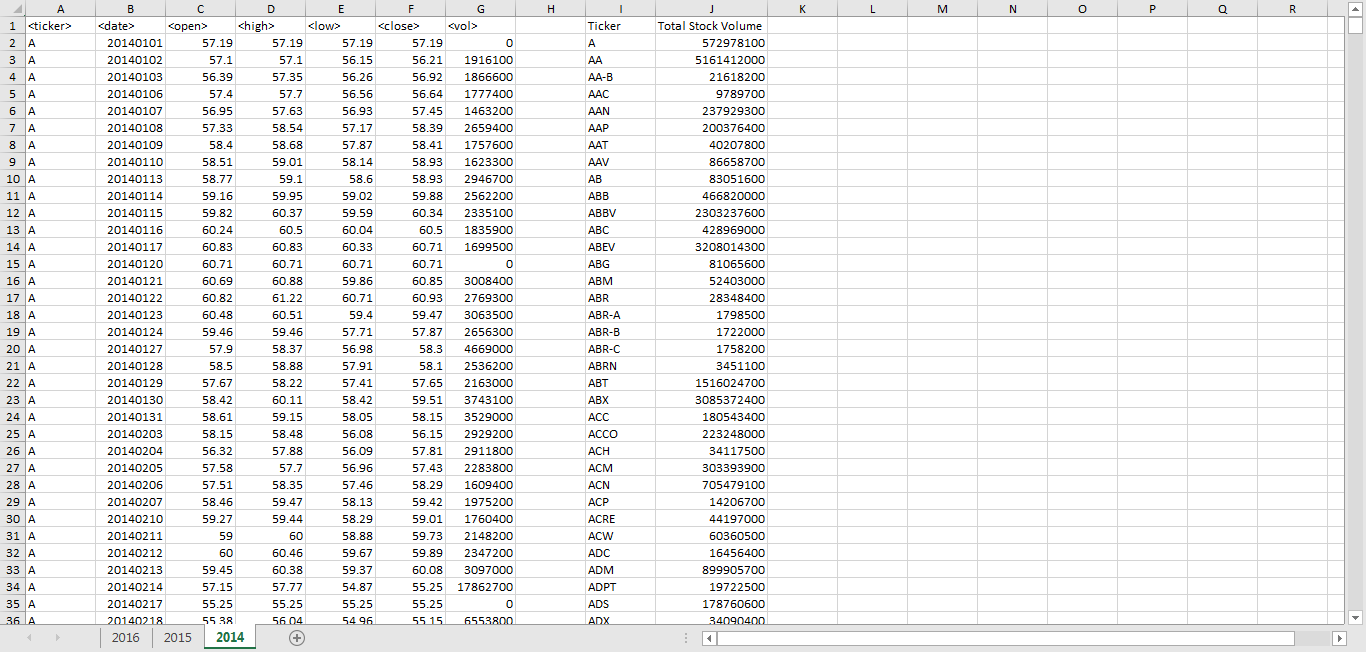 A B C D E F G H I J K L M N O P Q R
1 <ticker> <date> <open> <high> <low> <close> <vol> Ticker Total Stock Volume
2 A 20140101 57.19 57.19 57.19 57.19 0 A 572978100
3 A 20140102 57.1 57.1 56.15 56.21 1916100 AA 5161412000
4 A 20140103 56.39 57.35 56.26 56.92 1866600 AA-B 21618200
5 A 20140106 57.4 57.7 56.56 56.64 1777400 AAC 9789700
6 A 20140107 56.95 57.63 56.93 57.45 1463200 AAN 237929300
7 A 20140108 57.33 58.54 57.17 58.39 2659400 AAP 200376400
8 A 20140109 58.4 58.68 57.87 58.41 1757600 AAT 40207800
9 A 20140110 58.51 59.01 58.14 58.93 1623300 AAV 86658700
10 A 20140113 58.77 59.1 58.6 58.93 2946700 AB 83051600
11 A 20140114 59.16 59.95 59.02 59.88 2562200 ABB 466820000
12 A 20140115 59.82 60.37 59.59 60.34 2335100 ABBV 2303237600
13 A 20140116 60.24 60.5 60.04 60.5 1835900 ABC 428969000
14 A 20140117 60.83 60.83 60.33 60.71 1699500 ABEV 3208014300
15 A 20140120 60.71 60.71 60.71 60.71 0 ABG 81065600
16 A 20140121 60.69 60.88 59.86 60.85 3008400 ABM 52403000
17 A 20140122 60.82 61.22 60.71 60.93 2769300 ABR 28348400
18 A 20140123 60.48 60.51 59.4 59.47 3063500 ABR-A 1798500
19 A 20140124 59.46 59.46 57.71 57.87 2656300 ABR-B 1722000
20 A 20140127 57.9 58.37 56.98 58.3 4669000 ABR-C 1758200
21 A 20140128 58.5 58.88 57.91 58.1 2536200 ABRN 3451100
22 A 20140129 57.67 58.22 57.41 57.65 2163000 ABT 1516024700
23 A 20140130 58.42 60.11 58.42 59.51 3743100 ABX 3085372400
24 A 20140131 58.61 59.15 58.05 58.15 3529000 ACC 180543400
25 A 20140203 58.15 58.48 56.08 56.15 2929200 ACCO 223248000
26 A 20140204 56.32 57.88 56.09 57.81 2911800 ACH 34117500
27 A 20140205 57.58 57.7 56.96 57.43 2283800 ACM 303393900
28 A 20140206 57.51 58.35 57.46 58.29 1609400 ACN 705479100
29 A 20140207 58.46 59.47 58.13 59.42 1975200 ACP 14206700
30 A 20140210 59.27 59.44 58.29 59.01 1760400 ACRE 44197000
31 A 20140211 59 60 58.88 59.73 2148200 ACW 60360500
32 A 20140212 60 60.46 59.67 59.89 2347200 ADC 16456400
33 A 20140213 59.45 60.38 59.37 60.08 3097000 ADM 899905700
34 A 20140214 57.15 57.77 54.87 55.25 17862700 ADPT 19722500
35 A 20140217 55.25 55.25 55.25 55.25 0 ADS 178760600
36 A 20140218 55.38 56.04 54.96 55.15 6553800 ADX 34090400
2016 2015 2014